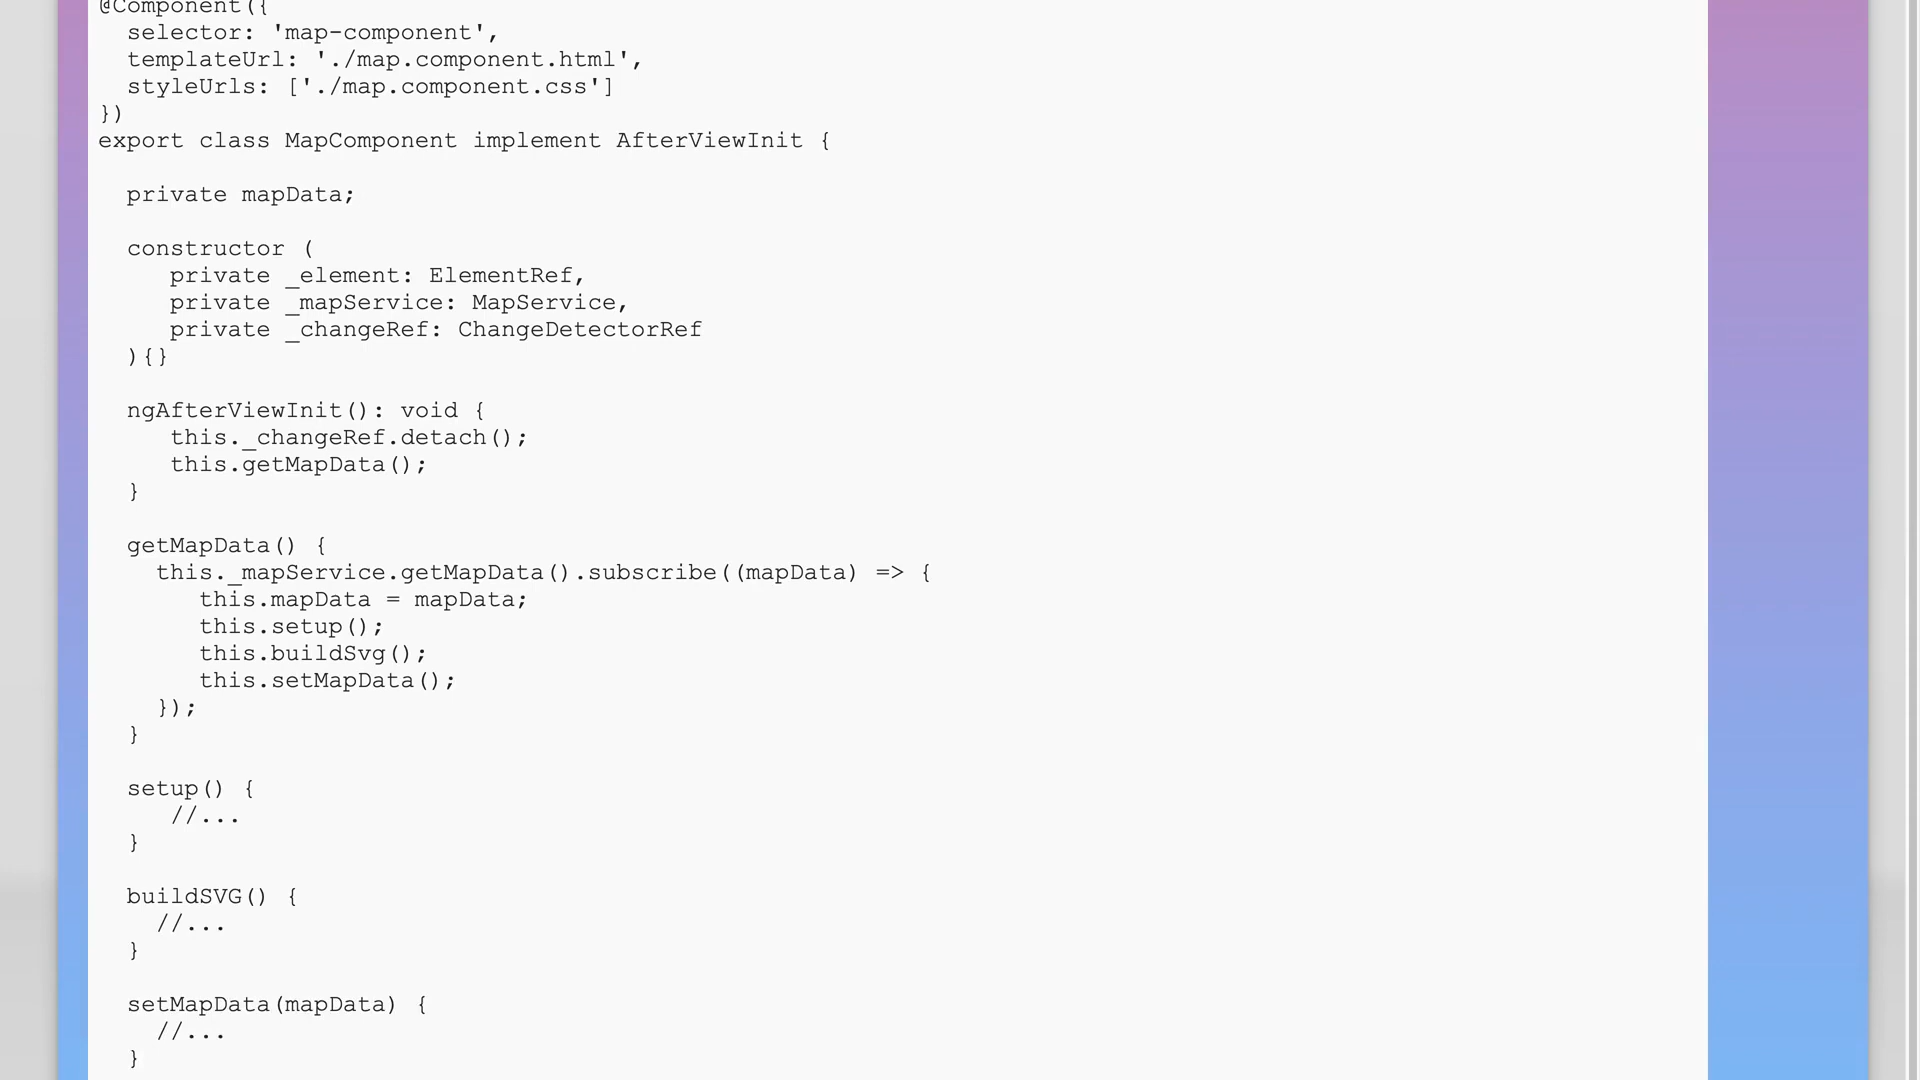 @Component({
  selector: 'map-component',
  templateUrl: './map.component.html',
  styleUrls: ['./map.component.css']
})
export class MapComponent implement AfterViewInit {
  private mapData;
  constructor (
     private _element: ElementRef,
     private _mapService: MapService,
     private _changeRef: ChangeDetectorRef
  ){}
  ngAfterViewInit(): void {
     this._changeRef.detach();
     this.getMapData();
  }
  getMapData() {
    this._mapService.getMapData().subscribe((mapData) => {
       this.mapData = mapData;
       this.setup();
       this.buildSvg();
       this.setMapData();
    });
  }
  setup() {
     //...
  }
  buildSVG() {
    //...
  }
  setMapData(mapData) {
    //...
  }